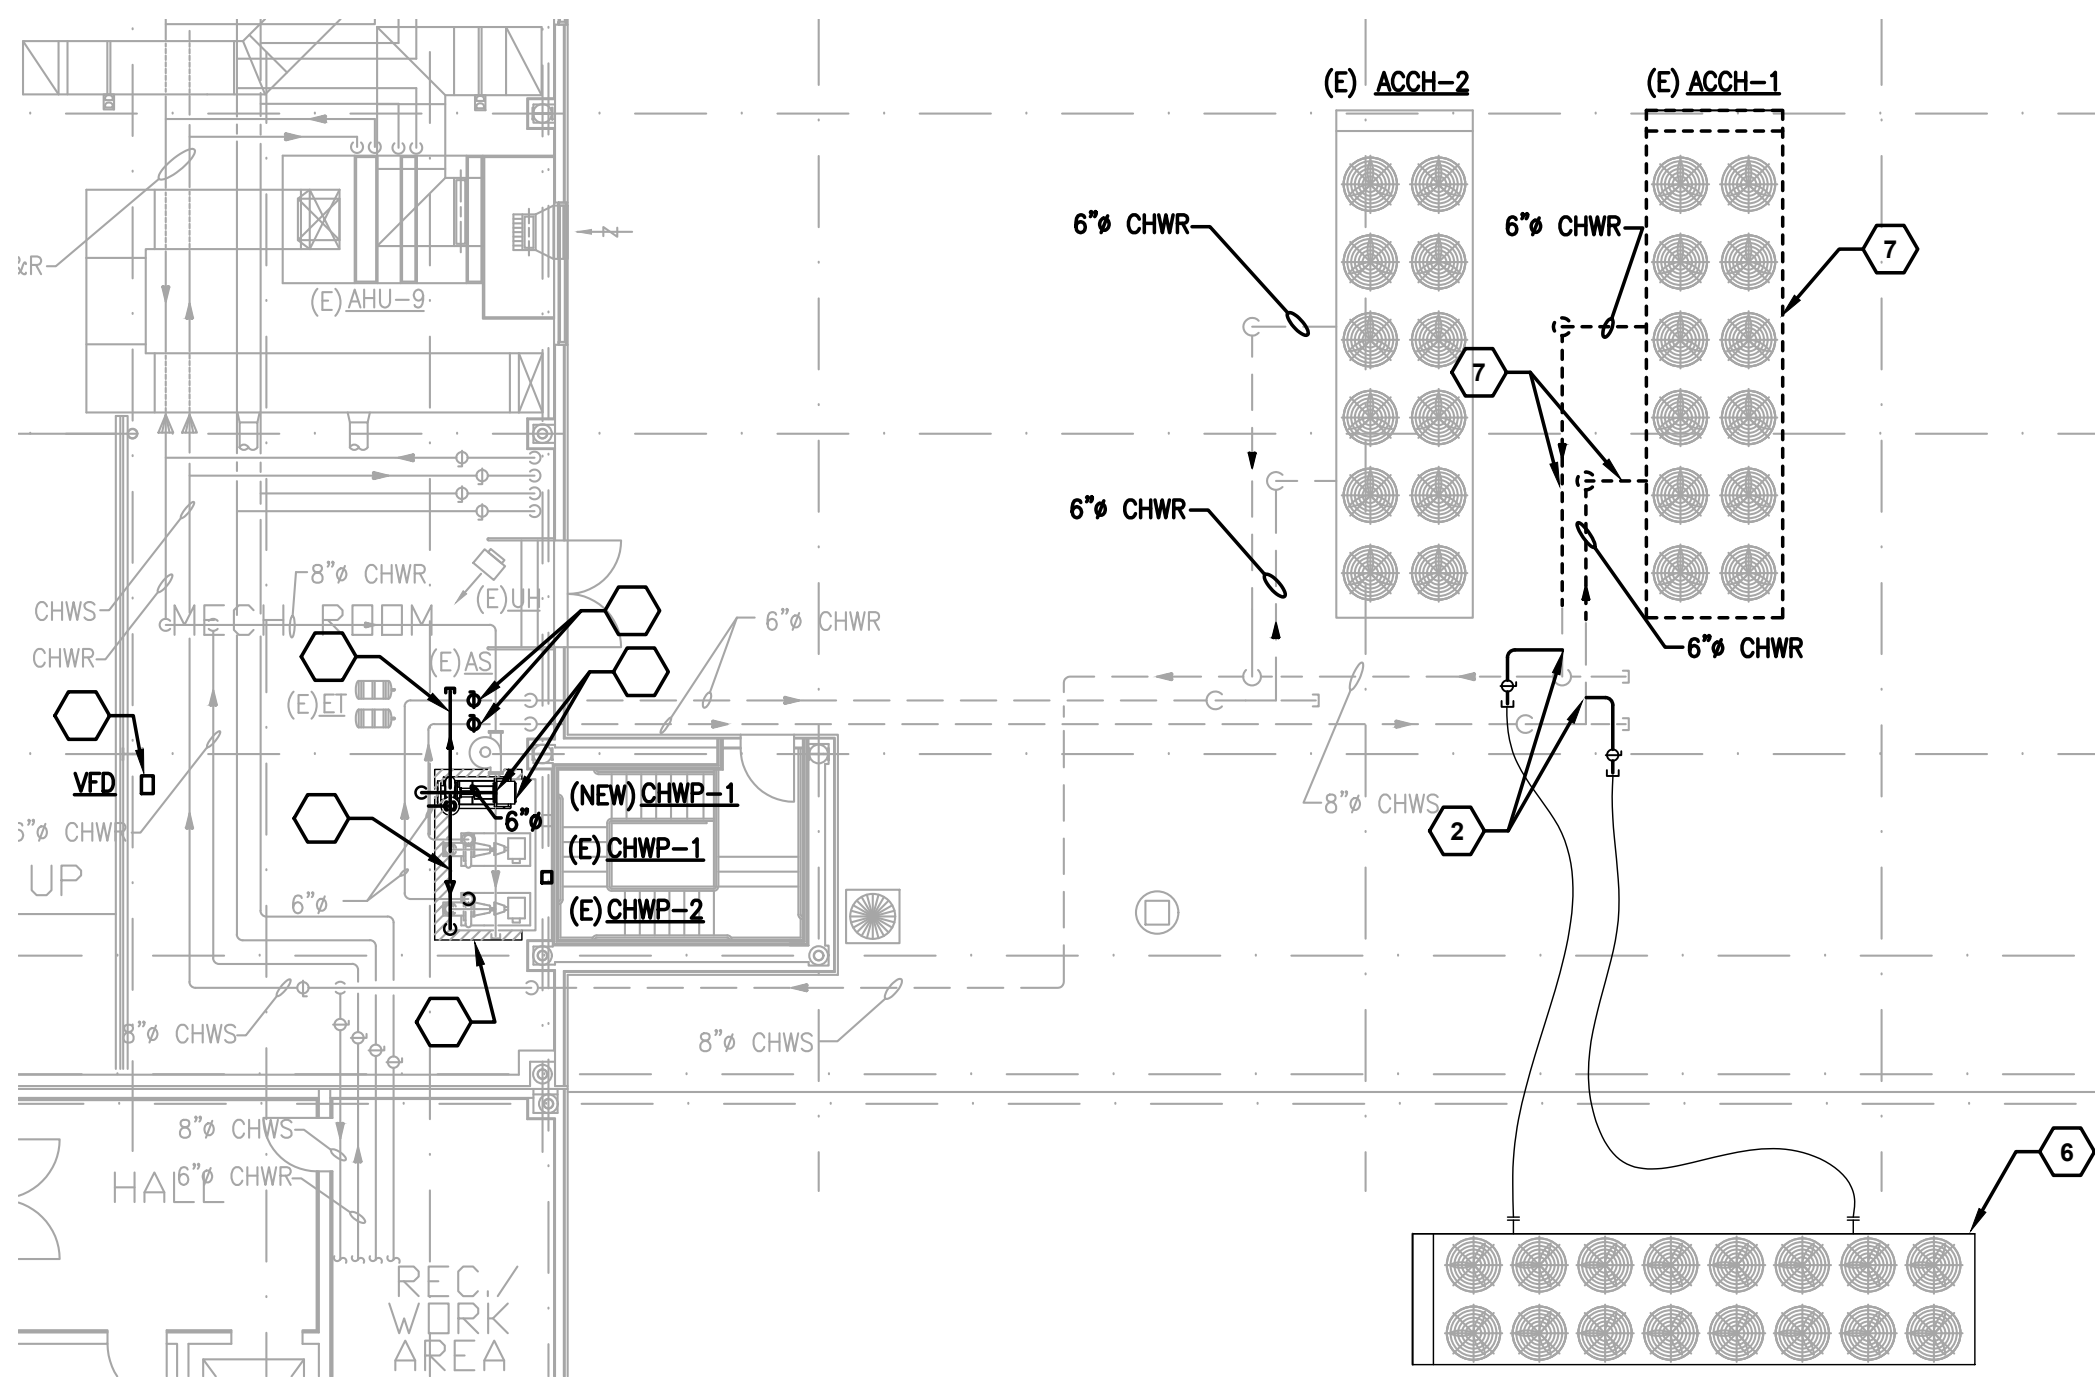 (E) ACCH-2
(E) ACCH-1
6"ø CHWR
6"ø CHWR
7
&R
(E) AHU-9
Z
7
6"ø CHWR
8"ø CHWR
(E) UH
CHWS
MECH ROOM
6"ø CHWR
CHWR
(E) AS
6"ø CHWR
(E) ET
VFD
(NEW) CHWP-1
8"ø CHWS
6"ø
6"ø CHWR
2
(E) CHWP-1
UP
6"ø
(E) CHWP-2
8"ø CHWS
8"ø CHWS
8"ø CHWS
6"ø CHWR
HALL
6
REC./
WORK
AREA